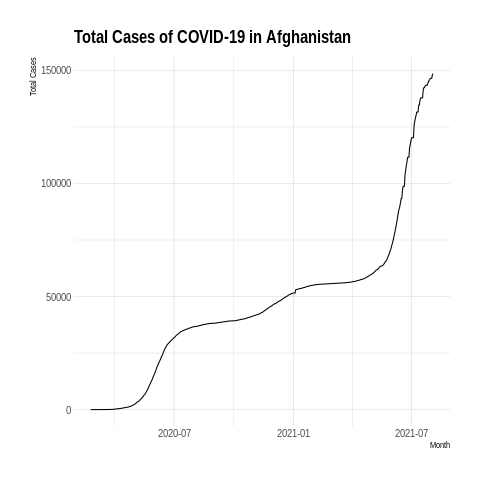 Total Cases of COVID-19 in Afghanistan
Total Cases
150000
100000
50000
0
2020-07
2021-01
2021-07
Month